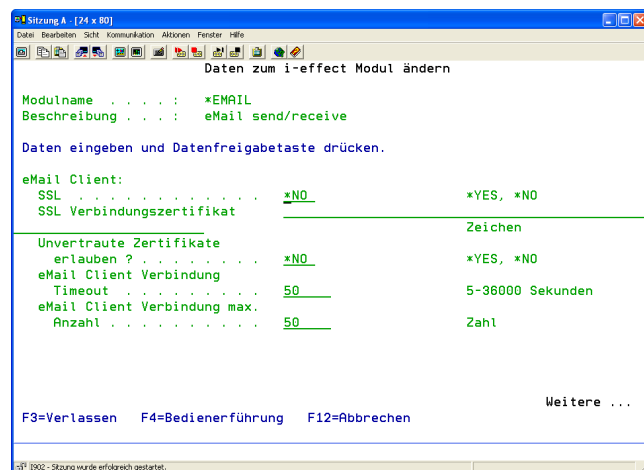 Sitzung A - [24 x 80]
Datei Bearbeiten Sicht Kommunikation Aktionen Fenster Hilfe
Daten zum i-effect Modul ändern
Modulname . . . . : *EMAIL
Beschreibung . . . : eMail send/receive
Daten eingeben und Datenfreigabetaste drücken.
eMail Client:
SSL . . . . . . . . . . . . *NO *YES, *NO
SSL Verbindungszertifikat
Zeichen
Unvertraute Zertifikate
erlauben ? . . . . . . . . *NO *YES, *NO
eMail Client Verbindung
Timeout . . . . . . . . . 50 5-36000 Sekunden
eMail Client Verbindung max.
Anzahl . . . . . . . . . . 50 Zahl
Weitere ...
F3=Verlassen F4=Bedienerführung F12=Abbrechen
I902 - Sitzung wurde erfolgreich gestartet.